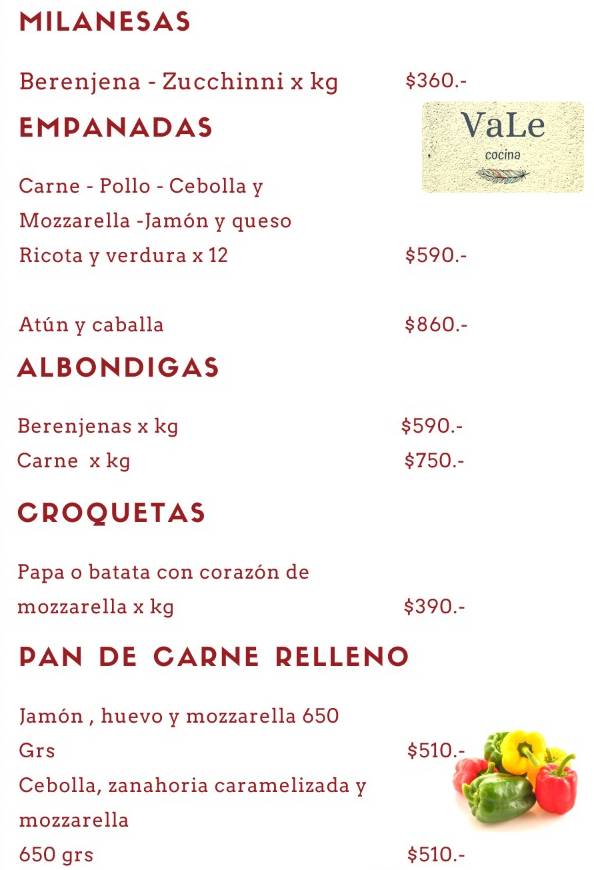 MILANESAS
Berenjena - Zucchinni x kg $360.-
EMPANADAS
VaLe
cocina
Carne - Pollo - Cebolla y
Mozzarella -Jamón y queso
Ricota y verdura x 12 $590.-
Atún y caballa $860.-
ALBONDIGAS
Berenjenas x kg $590.-
Carne x kg $750.-
CROQUETAS
Papa o batata con corazón de
mozzarella x kg $390.-
PAN DE CARNE RELLENO
Jamón , huevo y mozzarella 650
Grs $510.-
Cebolla, zanahoria caramelizada y
mozzarella
650 grs $510.-